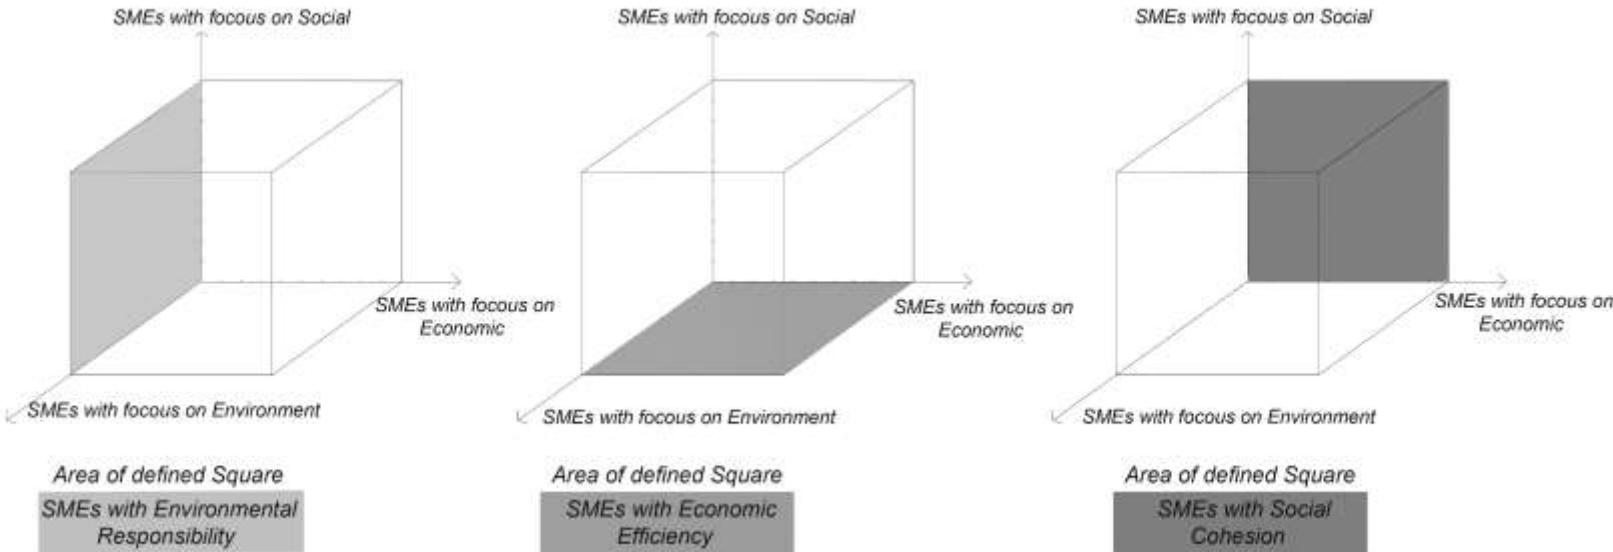 SMEs with focous on Social
SMEs with focous on
Economic
SMEs with focous on Environment
Area of defined Square
SMEs with Environmental
Responsibility
SMEs with focous on Social
SMEs with focous on
Economic
SMEs with focous on Environment
Area of defined Square
SMEs with Economic
Efficiency
SMEs with focous on Social
SMEs with focous on
Economic
SMEs with focous on Environment
Area of defined Square
SMEs with Social
Cohesion